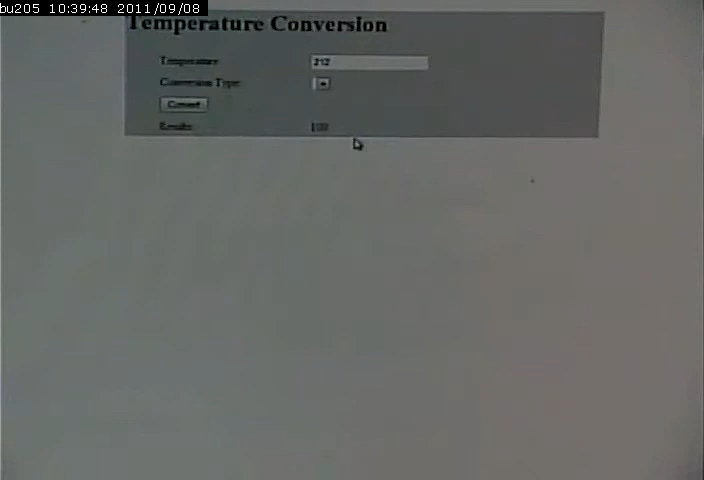 bu205 10:39:48 2011/09/08
Temperature Conversion
Temperature: 212
Conversion Type:
Convert
Results: 100